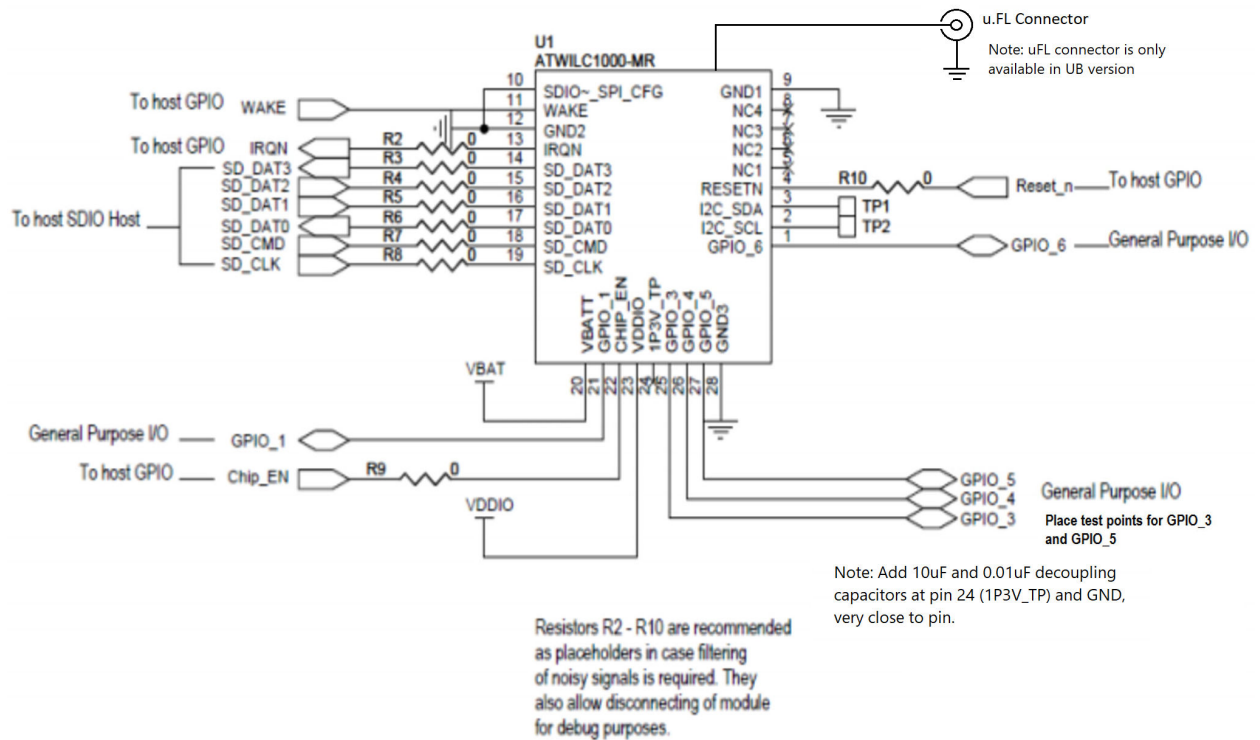 u.FL Connector
Note: uFL connector is only
available in UB version
U1
ATWILC1000-MR
10
SDIO~_SPI_CFG
GND1
9
To host GPIO
WAKE
11
WAKE
NC4
8
12
GND2
NC3
7
To host GPIO
IRQN
R2
0
13
IRQN
NC2
6
SD_DAT3
R3
0
14
SD_DAT3
NC1
5
SD_DAT2
R4
0
15
SD_DAT2
RESETN
4
R10
0
Reset_n
To host GPIO
SD_DAT1
R5
0
16
SD_DAT1
I2C_SDA
3
TP1
To host SDIO Host
SD_DAT0
R6
0
17
SD_DAT0
I2C_SCL
2
TP2
SD_CMD
R7
0
18
SD_CMD
GPIO_6
1
GPIO_6
General Purpose I/O
SD_CLK
R8
0
19
SD_CLK
VBATT
GPIO_1
CHIP_EN
VDDIO
1P3V_TP
GPIO_3
GPIO_4
GPIO_5
GND3
20
21
22
23
24
25
26
27
28
VBAT
General Purpose I/O
GPIO_1
To host GPIO
Chip_EN
R9
0
VDDIO
GPIO_5
GPIO_4
GPIO_3
General Purpose I/O
Place test points for GPIO_3
and GPIO_5
Note: Add 10uF and 0.01uF decoupling
capacitors at pin 24 (1P3V_TP) and GND,
very close to pin.
Resistors R2 - R10 are recommended
as placeholders in case filtering
of noisy signals is required. They
also allow disconnecting of module
for debug purposes.